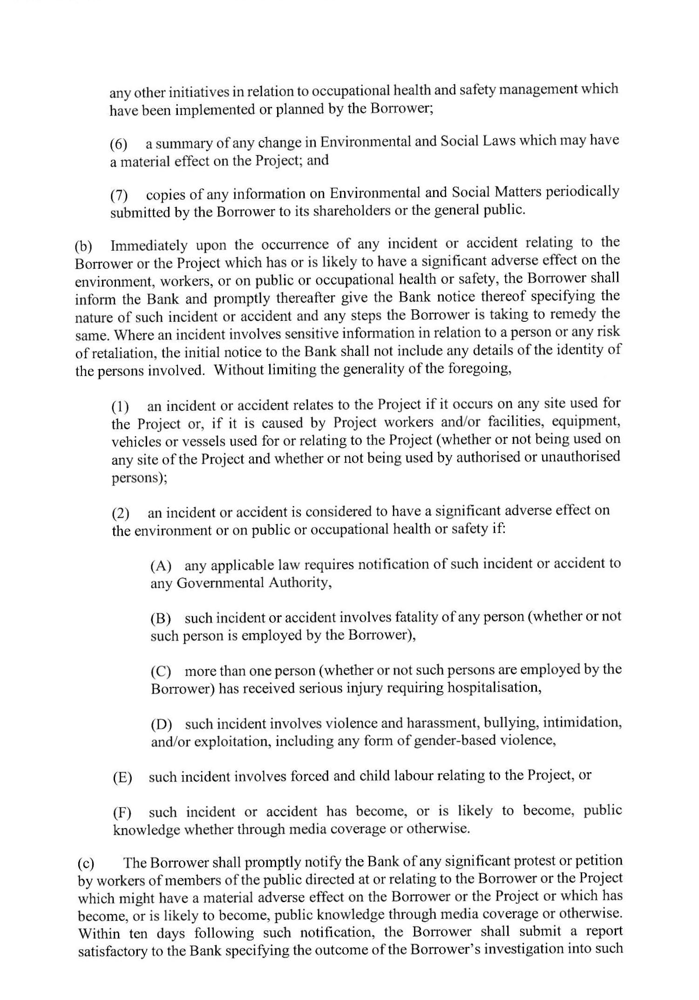 any other initiatives in relation to occupational health and safety management which
have been implemented or planned by the Borrower;
(6) a summary of any change in Environmental and Social Laws which may have
a material effect on the Project; and
(7) copies of any information on Environmental and Social Matters periodically
submitted by the Borrower to its shareholders or the general public.
(b) Immediately upon the occurrence of any incident or accident relating to the
Borrower or the Project which has or is likely to have a significant adverse effect on the
environment, workers, or on public or occupational health or safety, the Borrower shall
inform the Bank and promptly thereafter give the Bank notice thereof specifying the
nature of such incident or accident and any steps the Borrower is taking to remedy the
same. Where an incident involves sensitive information in relation to a person or any risk
of retaliation, the initial notice to the Bank shall not include any details of the identity of
the persons involved. Without limiting the generality of the foregoing,
(1) an incident or accident relates to the Project if it occurs on any site used for
the Project or, if it is caused by Project workers and/or facilities, equipment,
vehicles or vessels used for or relating to the Project (whether or not being used on
any site of the Project and whether or not being used by authorised or unauthorised
persons);
(2) an incident or accident is considered to have a significant adverse effect on
the environment or on public or occupational health or safety if:
(A) any applicable law requires notification of such incident or accident to
any Governmental Authority,
(B) such incident or accident involves fatality of any person (whether or not
such person is employed by the Borrower),
(C) more than one person (whether or not such persons are employed by the
Borrower) has received serious injury requiring hospitalisation,
(D) such incident involves violence and harassment, bullying, intimidation,
and/or exploitation, including any form of gender-based violence,
(E) such incident involves forced and child labour relating to the Project, or
(F) such incident or accident has become, or is likely to become, public
knowledge whether through media coverage or otherwise.
(c) The Borrower shall promptly notify the Bank of any significant protest or petition
by workers of members of the public directed at or relating to the Borrower or the Project
which might have a material adverse effect on the Borrower or the Project or which has
become, or is likely to become, public knowledge through media coverage or otherwise.
Within ten days following such notification, the Borrower shall submit a report
satisfactory to the Bank specifying the outcome of the Borrower’s investigation into such